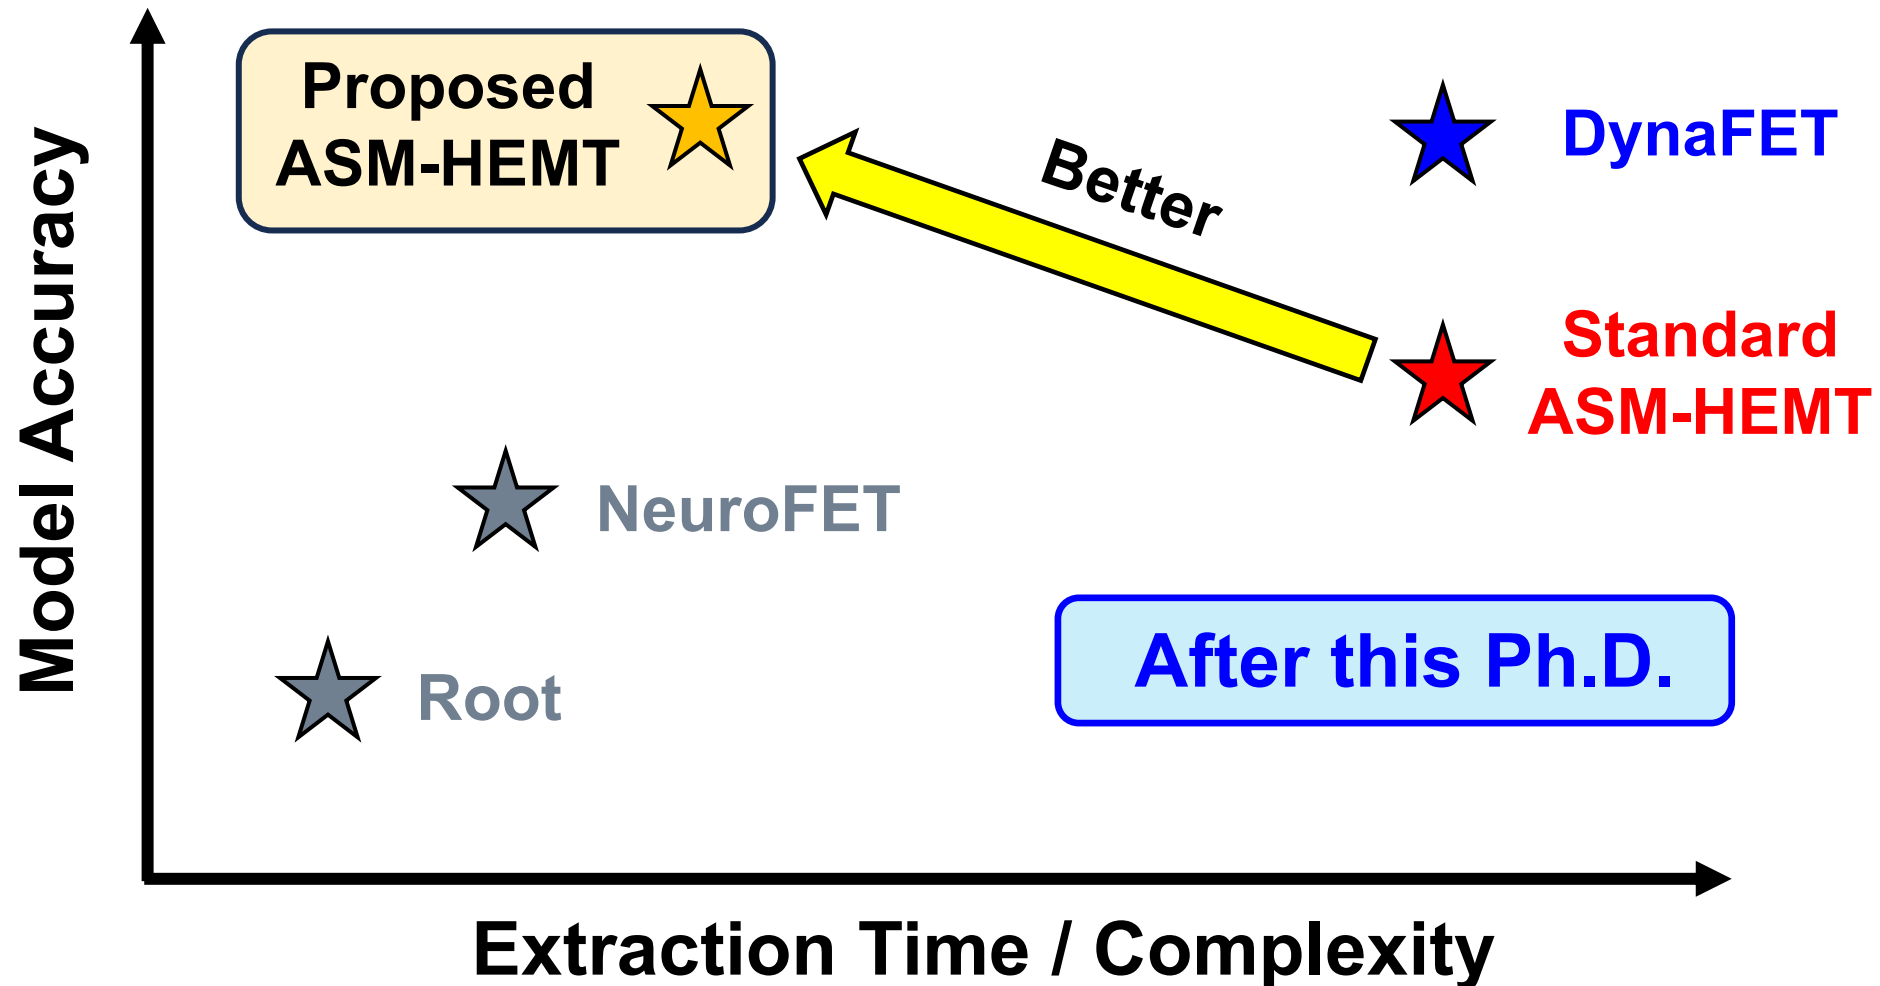 Proposed
ASM-HEMT
Better
DynaFET
Standard
ASM-HEMT
NeuroFET
Root
After this Ph.D.
Model Accuracy
Extraction Time / Complexity